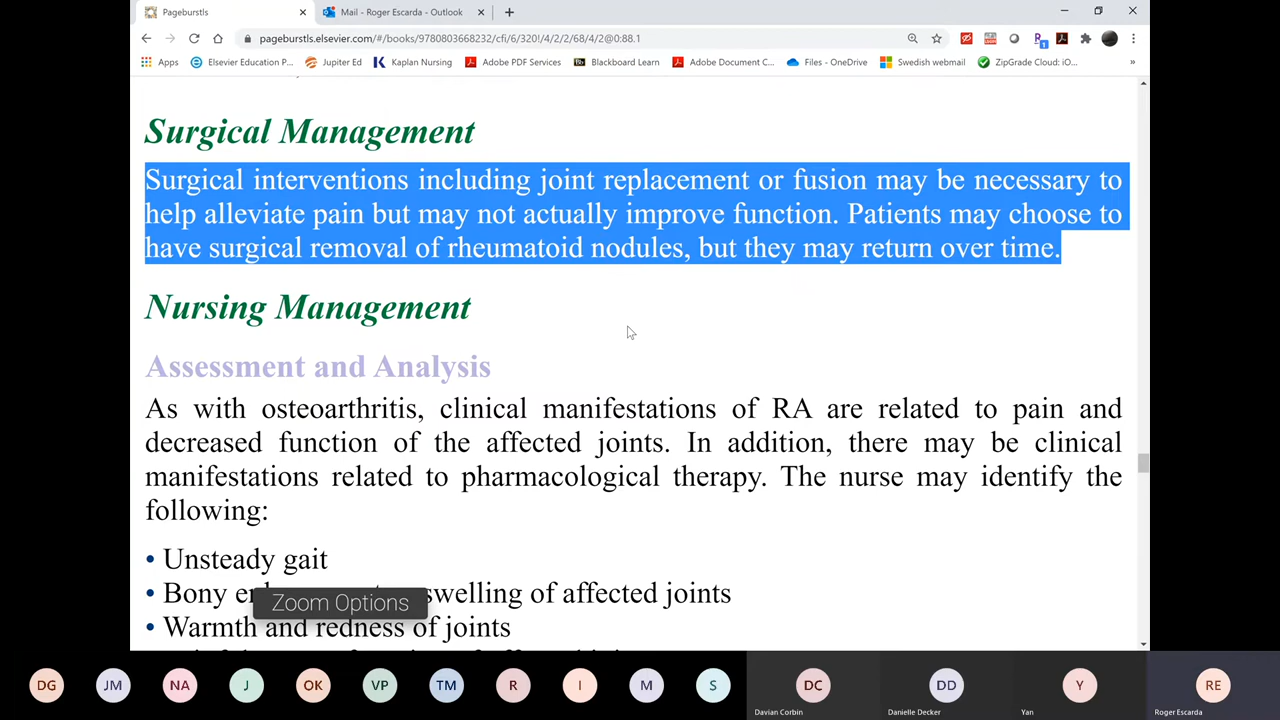 Pageburstls
Mail - Roger Escarda - Outlook
pageburstls.elsevier.com/#/books/9780803668232/cfi/6/320!/4/2/2/68/4/2@0:88.1
Apps
Elsevier Education P...
Jupiter Ed
Kaplan Nursing
Adobe PDF Services
Blackboard Learn
Adobe Document C...
Files - OneDrive
Swedish webmail
ZipGrade Cloud: iO...
»
Surgical Management
Surgical interventions including joint replacement or fusion may be necessary to
help alleviate pain but may not actually improve function. Patients may choose to
have surgical removal of rheumatoid nodules, but they may return over time.
Nursing Management
Assessment and Analysis
As with osteoarthritis, clinical manifestations of RA are related to pain and
decreased function of the affected joints. In addition, there may be clinical
manifestations related to pharmacological therapy. The nurse may identify the
following:
• Unsteady gait
• Bony swelling of affected joints
Zoom Options
• Warmth and redness of joints
DG
JM
NA
J
OK
VP
TM
R
I
M
S
DC
Davian Corbin
DD
Danielle Decker
Y
Yan
RE
Roger Escarda